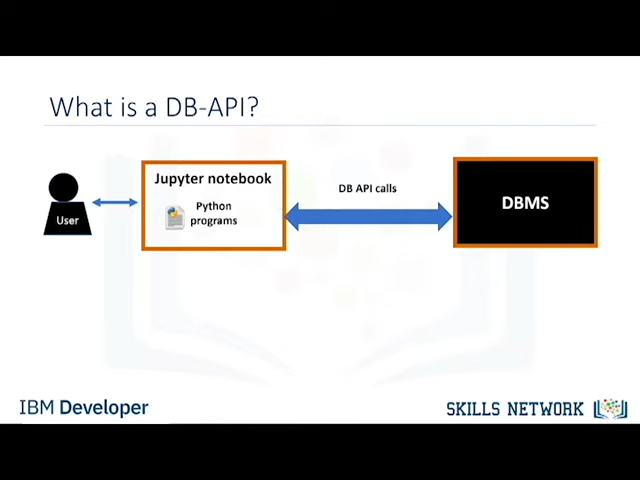 What is a DB-API?
Jupyter notebook
DB API calls
Python
programs
User
DBMS
IBM Developer
SKILLS NETWORK